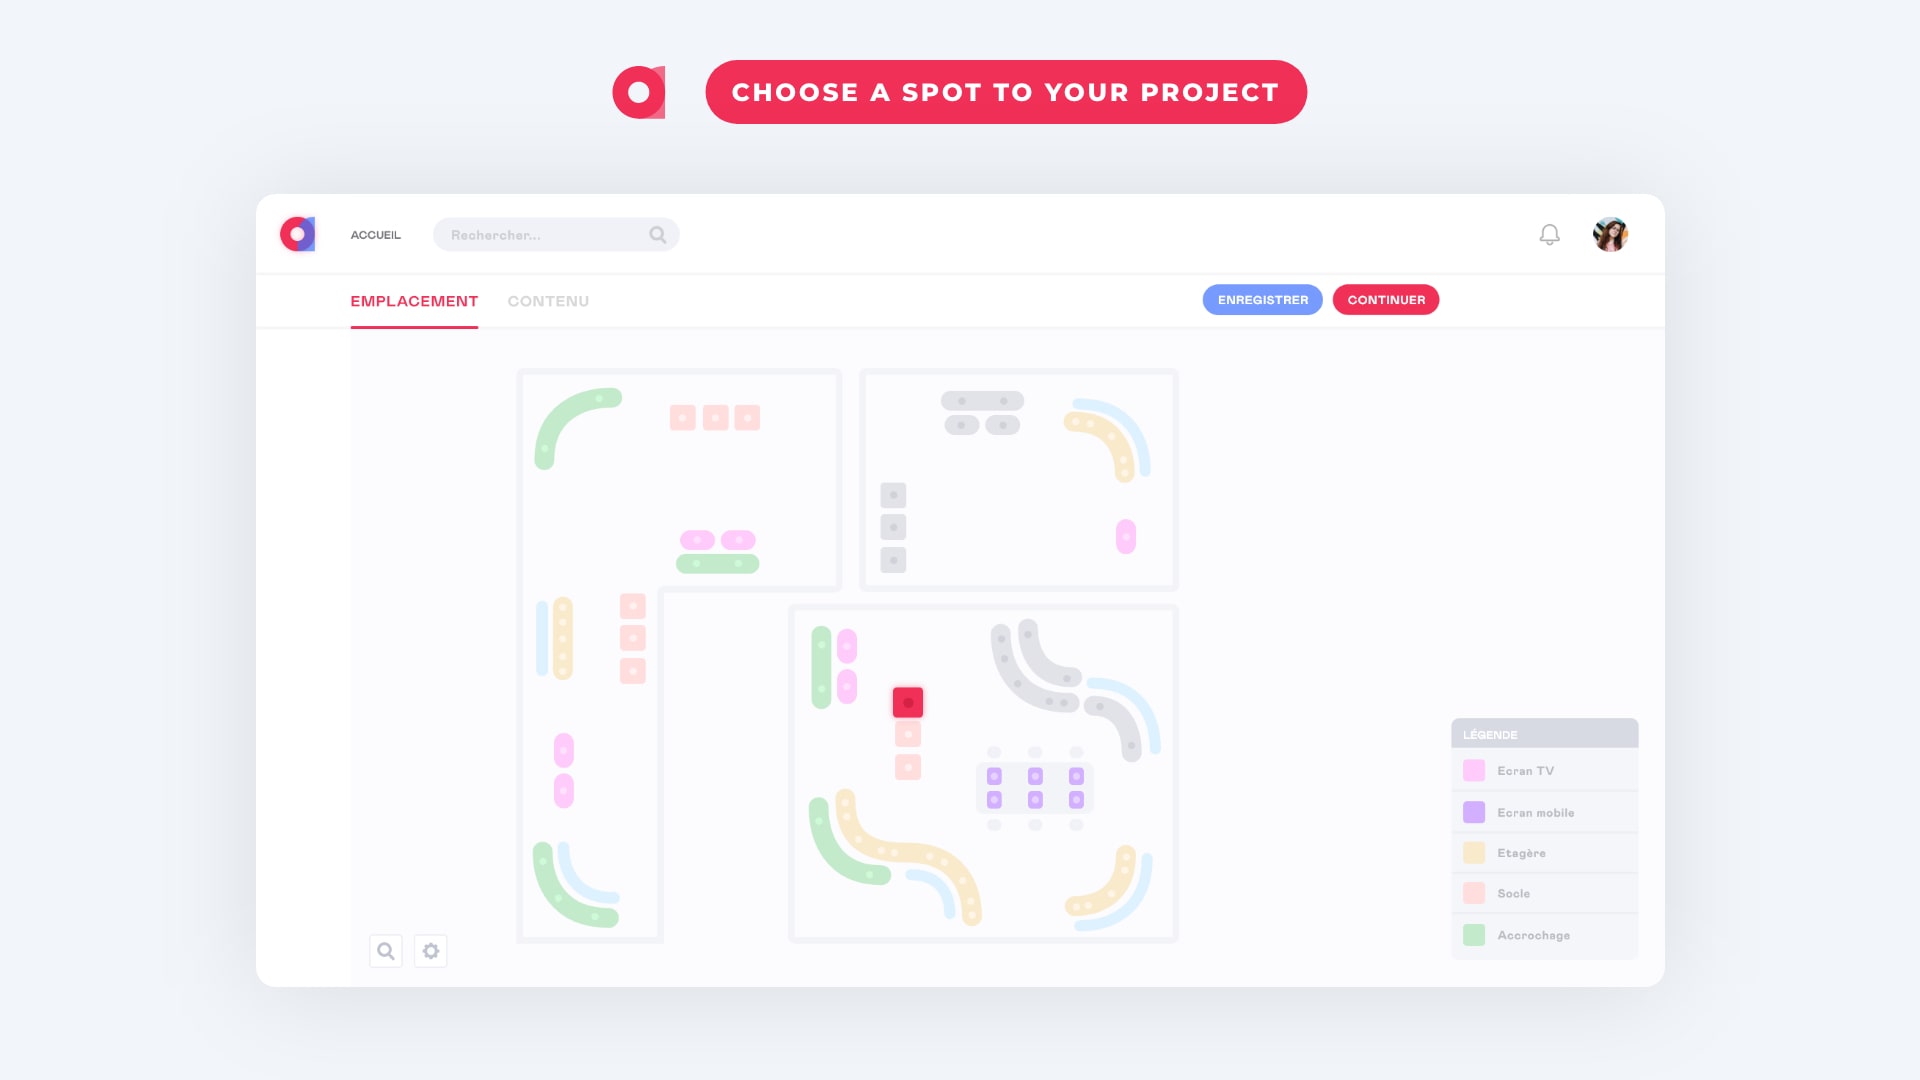 CHOOSE A SPOT TO YOUR PROJECT
ACCUEIL
Rechercher...
EMPLACEMENT
CONTENU
ENREGISTRER
CONTINUER
LÉGENDE
Ecran TV
Ecran mobile
Etagère
Socle
Accrochage